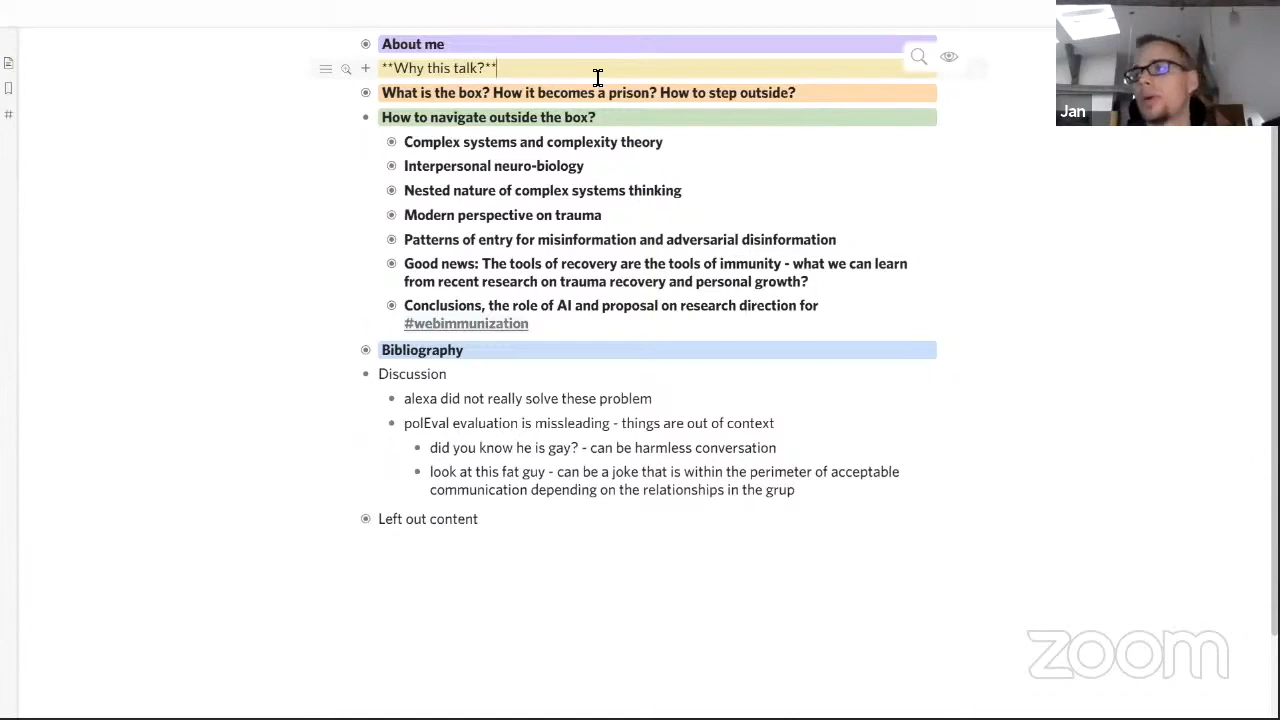 About me
**Why this talk?**
What is the box? How it becomes a prison? How to step outside?
How to navigate outside the box?
Complex systems and complexity theory
Interpersonal neuro-biology
Nested nature of complex systems thinking
Modern perspective on trauma
Patterns of entry for misinformation and adversarial disinformation
Good news: The tools of recovery are the tools of immunity - what we can learn
from recent research on trauma recovery and personal growth?
Conclusions, the role of AI and proposal on research direction for
#webimmunization
Bibliography
Discussion
alexa did not really solve these problem
polEval evaluation is missleading - things are out of context
did you know he is gay? - can be harmless conversation
look at this fat guy - can be a joke that is within the perimeter of acceptable
communication depending on the relationships in the grup
Left out content
Jan
zoom